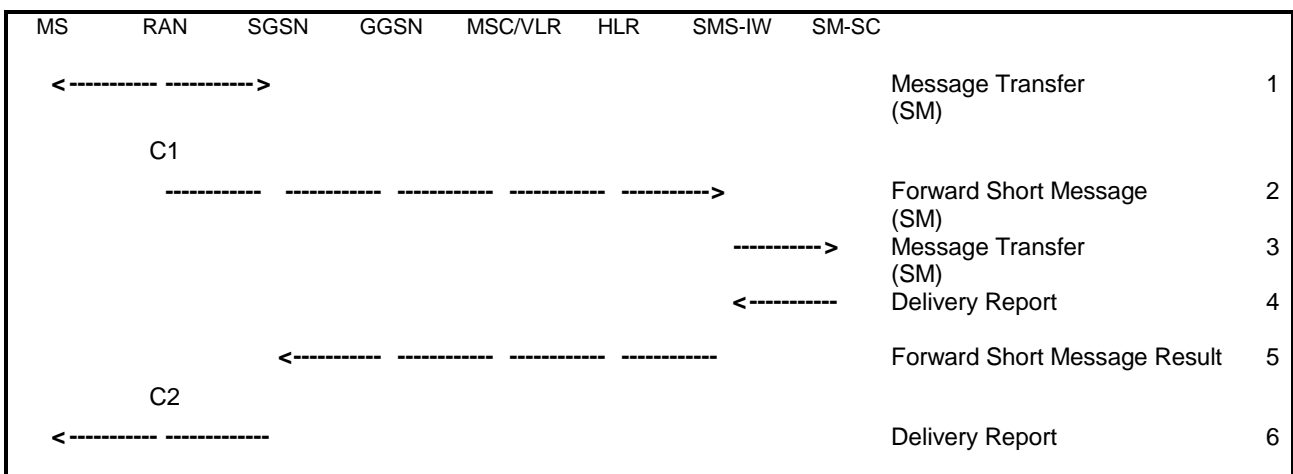 MS RAN SGSN GGSN MSC/VLR HLR SMS-IW SM-SC
<----------- -----------> Message Transfer 1
(SM)
C1
------------ ------------ ------------ ------------ -----------> Forward Short Message 2
(SM)
-----------> Message Transfer 3
(SM)
<----------- Delivery Report 4
<----------- ------------ ------------ ------------ Forward Short Message Result 5
C2
<----------- ------------- Delivery Report 6